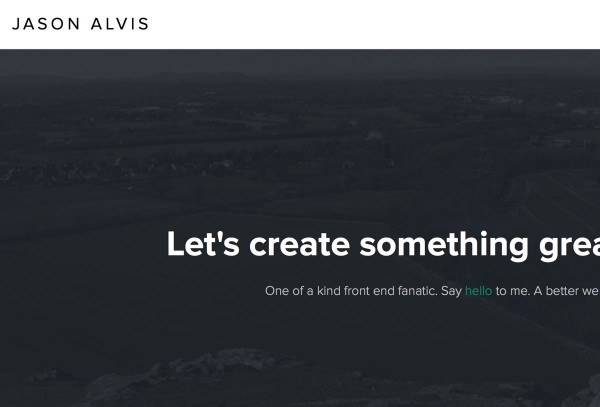 JASON ALVIS
Let's create something grea
One of a kind front end fanatic. Say hello to me. A better we